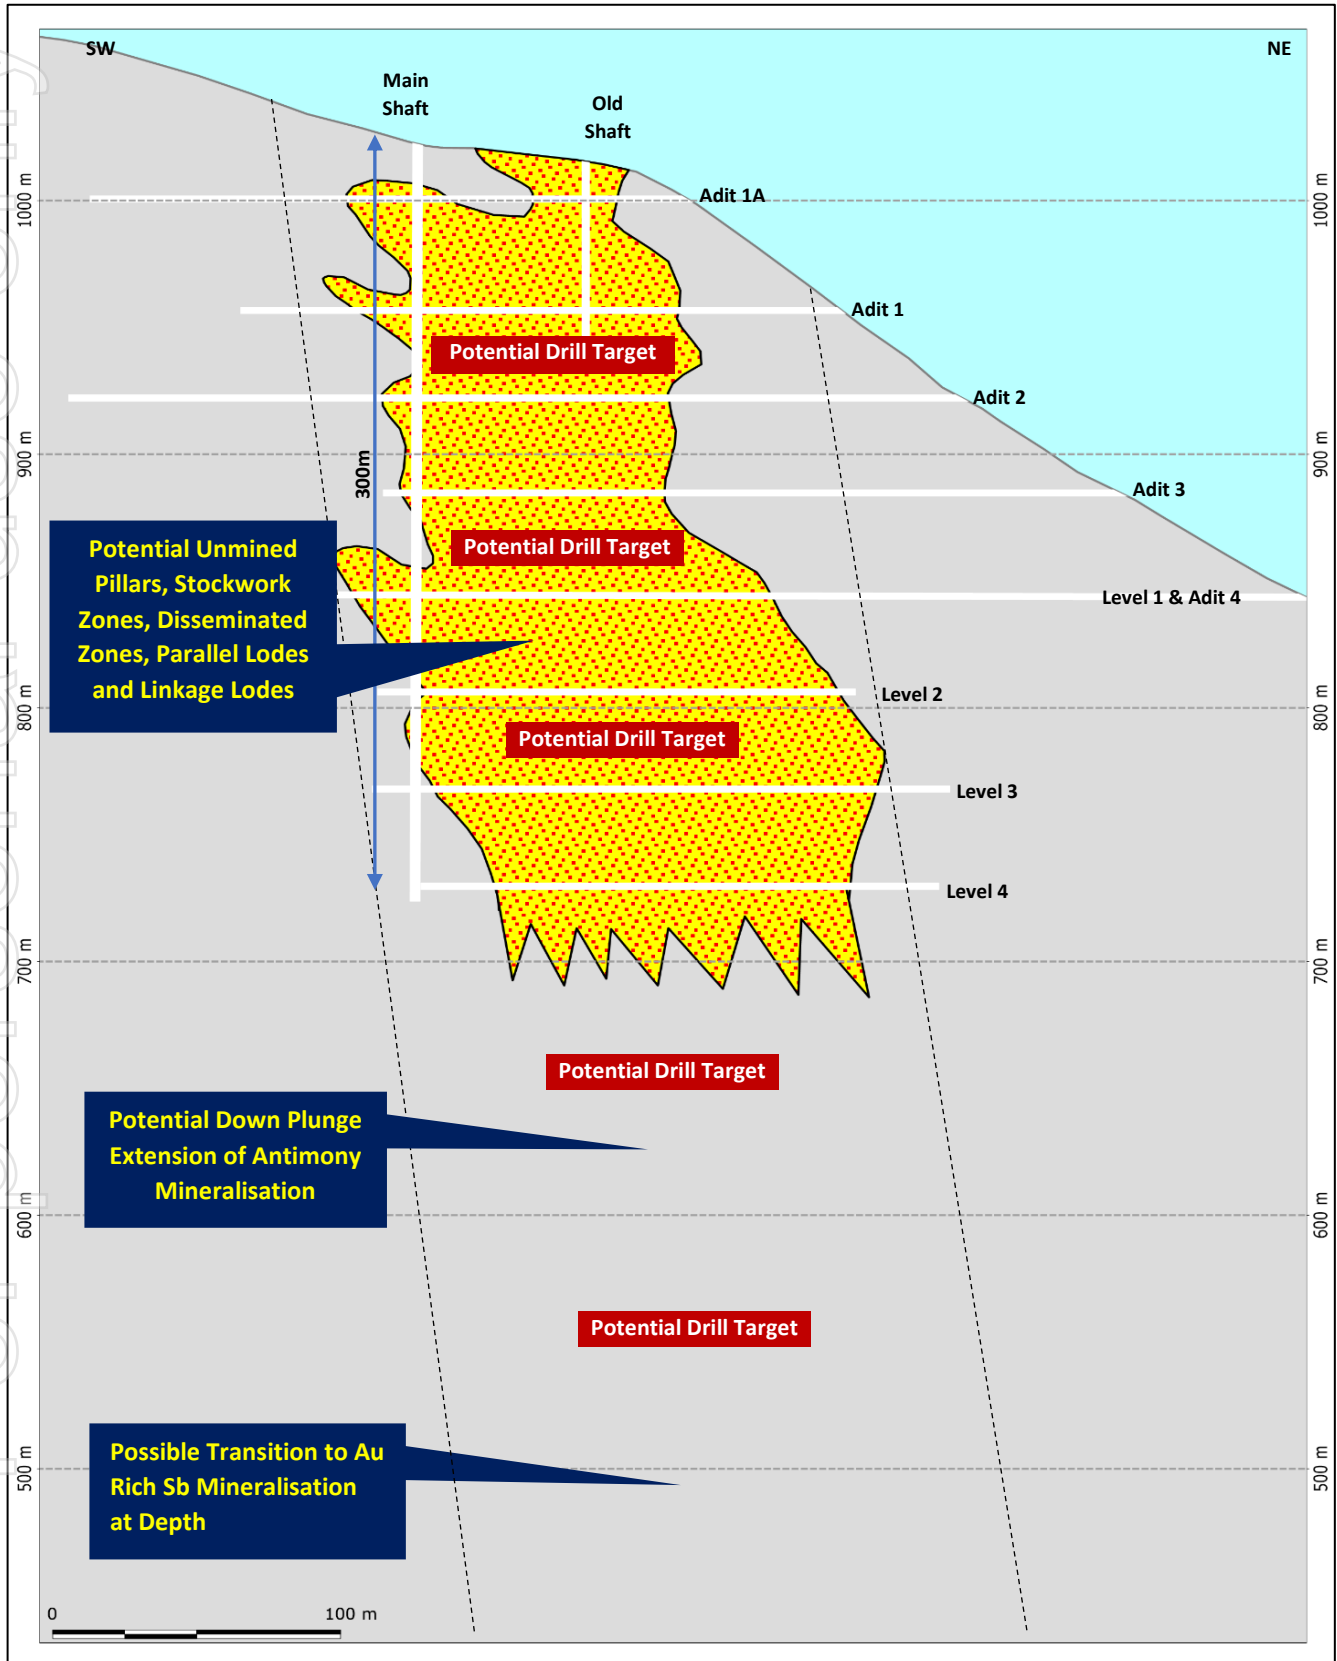 SW
NE
Main
Shaft
Old
Shaft
Adit 1A
1000 m
1000 m
Adit 1
Potential Drill Target
Adit 2
900 m
300m
900 m
Adit 3
Potential Drill Target
Potential Unmined
Pillars, Stockwork
Zones, Disseminated
Zones, Parallel Lodes
and Linkage Lodes
Level 1 & Adit 4
Level 2
800 m
800 m
Potential Drill Target
Level 3
Level 4
700 m
700 m
Potential Drill Target
Potential Down Plunge
Extension of Antimony
Mineralisation
600 m
600 m
Potential Drill Target
Possible Transition to Au
Rich Sb Mineralisation
at Depth
500 m
500 m
0
100 m